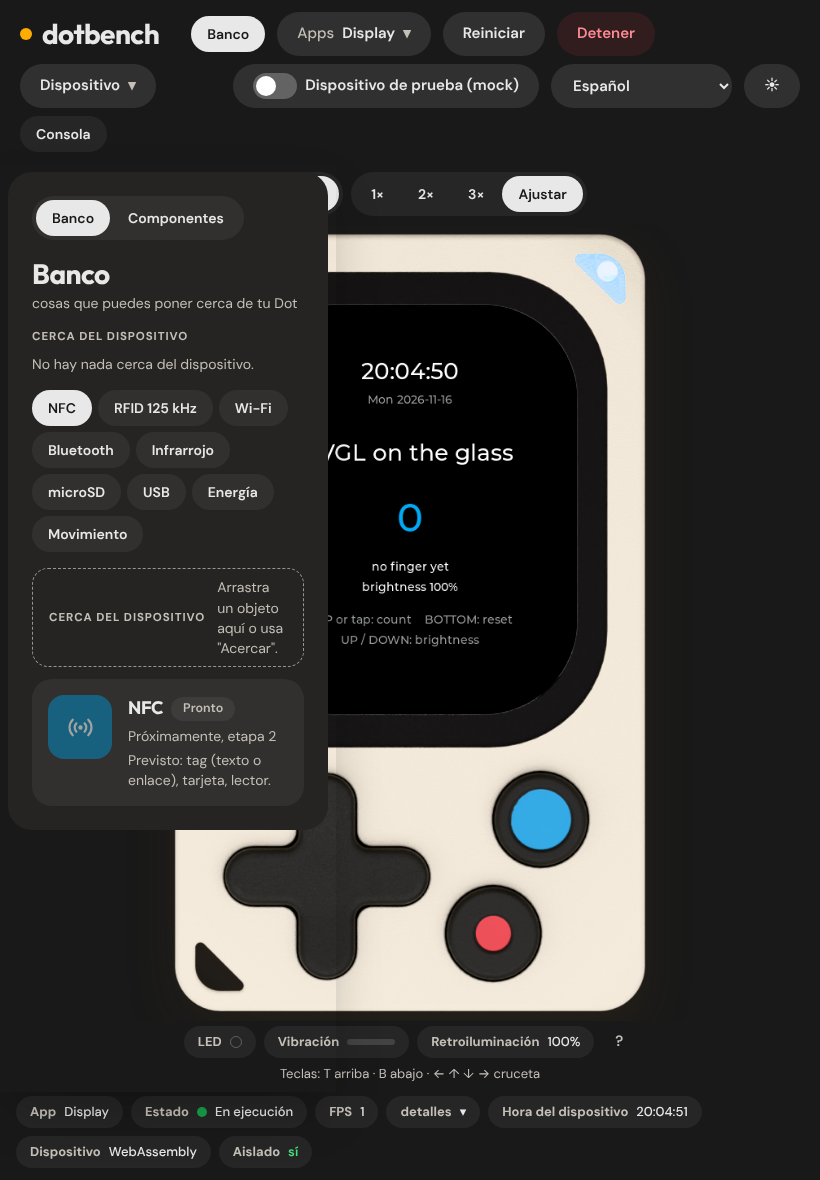 dotbench Banco Apps Display ▾ Reiniciar Detener
Dispositivo ▾ Dispositivo de prueba (mock) Español
Consola
Banco Componentes
1× 2× 3× Ajustar
Banco
cosas que puedes poner cerca de tu Dot
CERCA DEL DISPOSITIVO
No hay nada cerca del dispositivo.
NFC RFID 125 kHz Wi-Fi
Bluetooth Infrarrojo
microSD USB Energía
Movimiento
CERCA DEL DISPOSITIVO
Arrastra
un objeto
aquí o usa
"Acercar".
NFC Pronto
Próximamente, etapa 2
Previsto: tag (texto o
enlace), tarjeta, lector.
20:04:50
Mon 2026-11-16
VGL on the glass
0
no finger yet
brightness 100%
P or tap: count BOTTOM: reset
UP / DOWN: brightness
LED Vibración Retroiluminación 100% ?
Teclas: T arriba · B abajo · ← ↑ ↓ → cruceta
App Display Estado En ejecución FPS 1 detalles ▾ Hora del dispositivo 20:04:51
Dispositivo WebAssembly Aislado sí